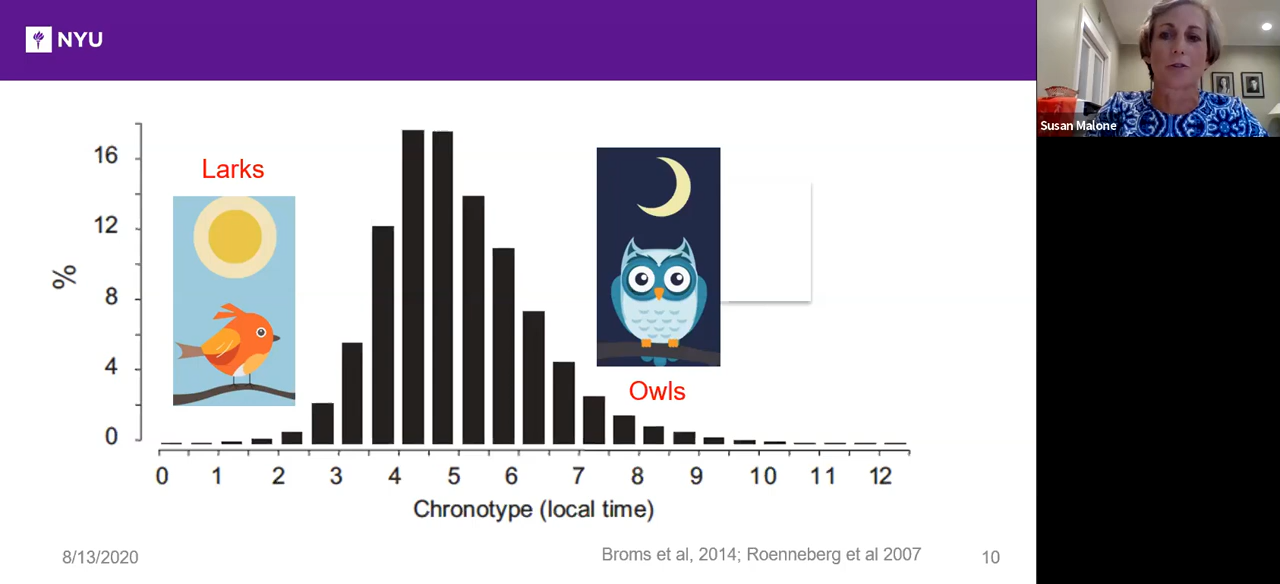 NYU
Susan Malone
Larks
Owls
%
16
12
8
4
0
0 1 2 3 4 5 6 7 8 9 10 11 12
Chronotype (local time)
8/13/2020
Broms et al, 2014; Roenneberg et al 2007
10